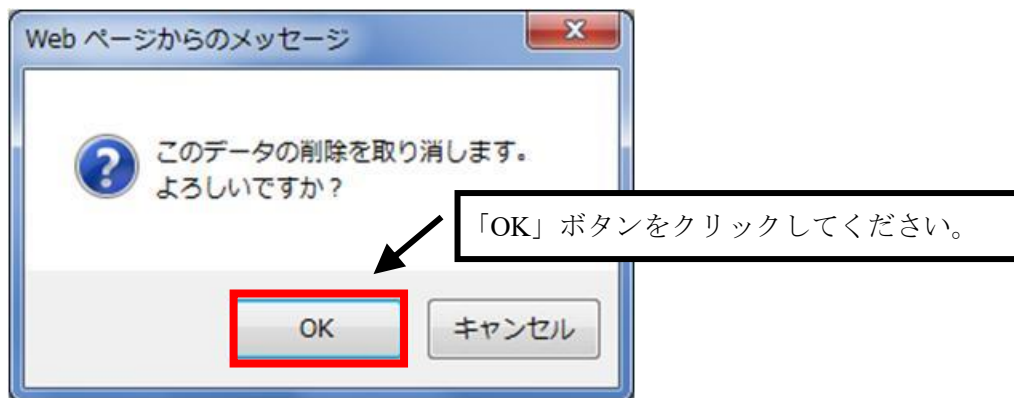 Web ページからのメッセージ
このデータの削除を取り消します。
よろしいですか？
「OK」ボタンをクリックしてください。
OK
キャンセル